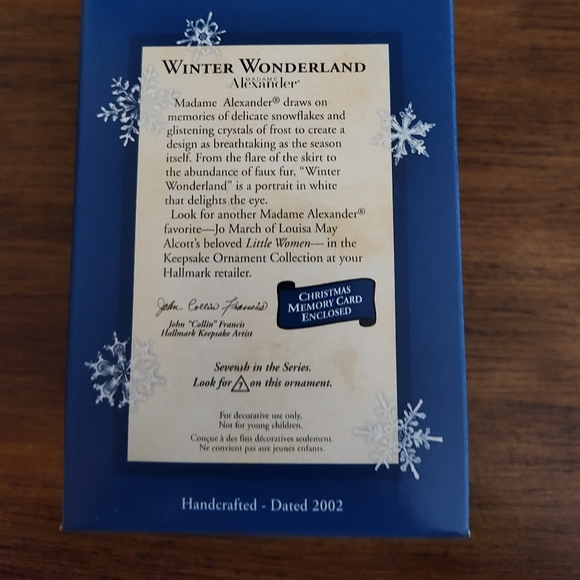 WINTER WONDERLAND
MADAME
Alexander®
Madame Alexander® draws on
memories of delicate snowflakes and
glistening crystals of frost to create a
design as breathtaking as the season
itself. From the flare of the skirt to
the abundance of faux fur, “Winter
Wonderland” is a portrait in white
that delights the eye.
Look for another Madame Alexander®
favorite—Jo March of Louisa May
Alcott's beloved Little Women— in the
Keepsake Ornament Collection at your
Hallmark retailer.
CHRISTMAS
MEMORY CARD
ENCLOSED
John Collin Francis
John “Collin” Francis
Hallmark Keepsake Artist
Seventh in the Series.
Look for 7 on this ornament.
For decorative use only.
Not for young children.
Conçue à des fins décoratives seulement.
Ne convient pas aux jeunes enfants.
Handcrafted - Dated 2002